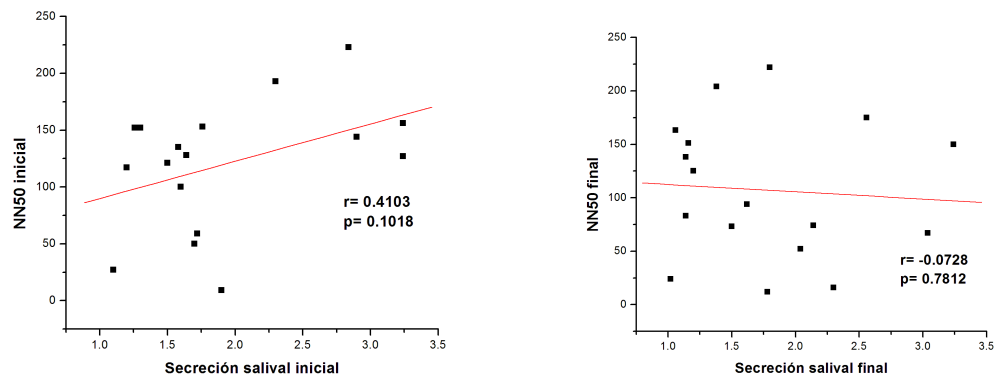 250
200
150
100
50
0
NN50 inicial
r= 0.4103
p= 0.1018
1.0 1.5 2.0 2.5 3.0 3.5
Secreción salival inicial
250
200
150
100
50
0
NN50 final
r= -0.0728
p= 0.7812
1.0 1.5 2.0 2.5 3.0 3.5
Secreción salival final